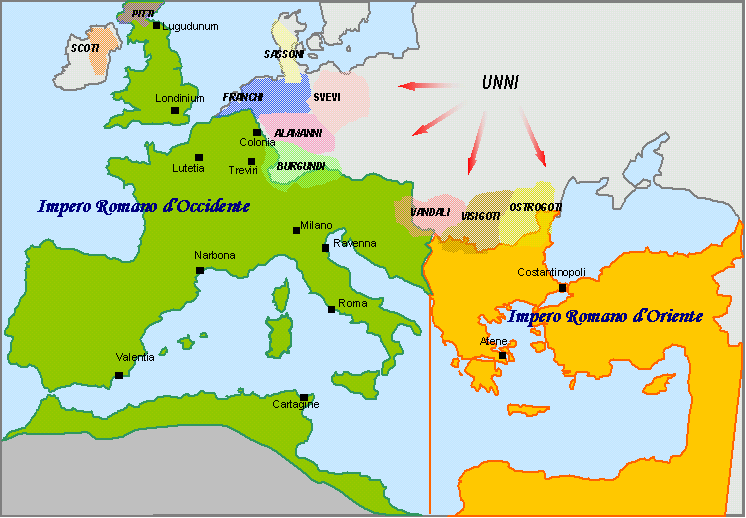 PITTI
Lugudunum
SCOTI
SASSONI
UNNI
FRANCHI
SVEVI
Londinium
ALAMANNI
Colonia
Lutetia
Treviri
BURGUNDI
Impero Romano d'Occidente
VANDALI
VISIGOTI
OSTROGOTI
Milano
Ravenna
Narbona
Costantinopoli
Roma
Impero Romano d'Oriente
Atene
Valentia
Cartagine